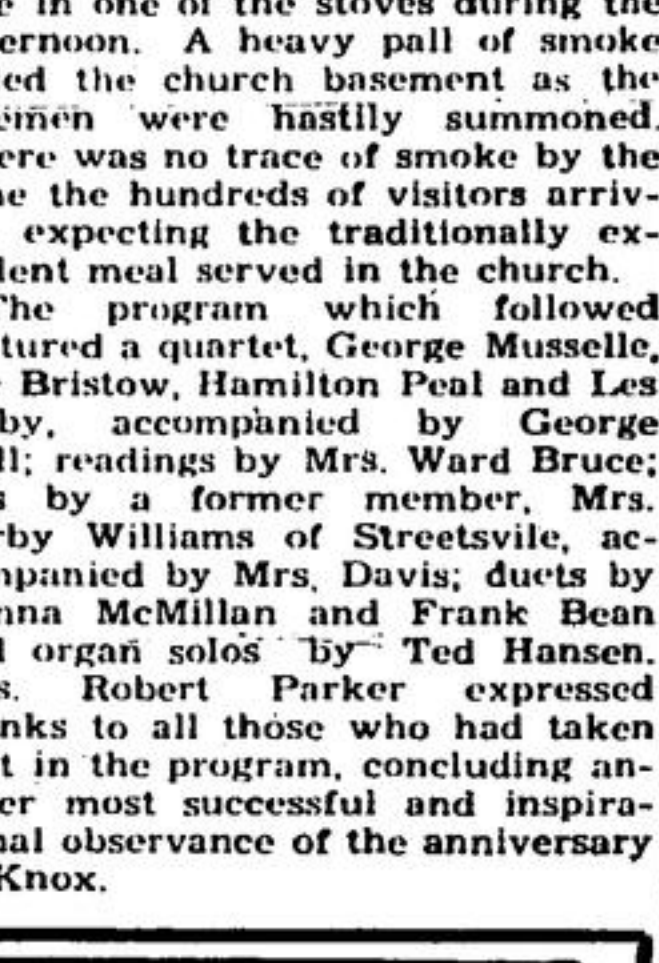 e in one of the stoves during the
ernoon. A heavy pall of smoke
ed the church basement as the
emen were hastily summoned.
ere was no trace of smoke by the
e the hundreds of visitors arriv-
expecting the traditionally ex-
lent meal served in the church.
The program which followed
tured a quartet, George Musselle,
Bristow, Hamilton Peal and Les
by, accompanied by George
ll; readings by Mrs. Ward Bruce;
s by a former member, Mrs.
rby Williams of Streetsvile, ac-
mpanied by Mrs. Davis; duets by
nna McMillan and Frank Bean
d organ solos by Ted Hansen.
s. Robert Parker expressed
nks to all those who had taken
t in the program, concluding an-
er most successful and inspira-
nal observance of the anniversary
Knox.